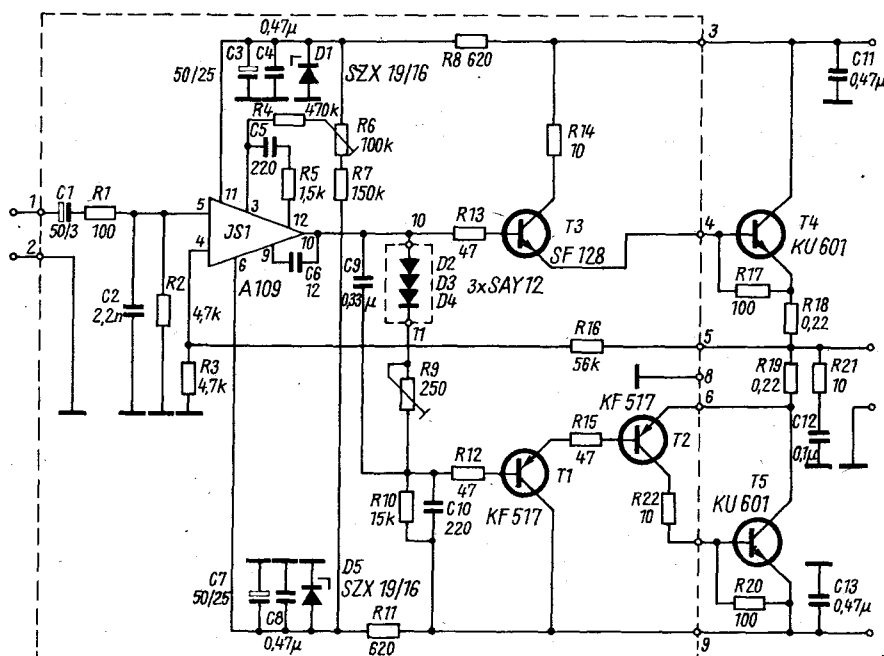 0,47µ
C3
C4
D1
50/25
SZX 19/16
R8 620
3
C11
0,47µ
R4
470k
C5
220
R6
100k
R5
1,5k
R7
150k
R14
10
1
C1
R1
50/3
100
5
11
3
12
JS1
10
4
6
9
A109
C6
12
2
C2
2,2n
R2
4,7k
R3
4,7k
C9
0,33µ
10
R13
47
T3
SF 128
4
T4
KU 601
R17
100
R18
0,22
D2
D3
D4
3xSAY12
11
R16
56k
5
R19
0,22
R21
10
8
R9
250
6
KF 517
R15
47
T2
C12
0,1µ
R12
47
T1
KF 517
R10
15k
C10
220
R22
10
T5
KU 601
C7
50/25
C8
0,47µ
D5
SZX 19/16
R11
620
R20
100
C13
0,47µ
9